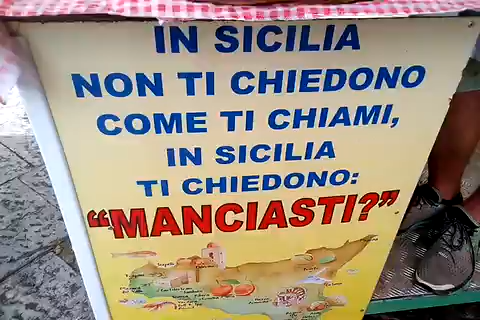 IN SICILIA
NON TI CHIEDONO
COME TI CHIAMI,
IN SICILIA
TI CHIEDONO:
“MANCIASTI?”